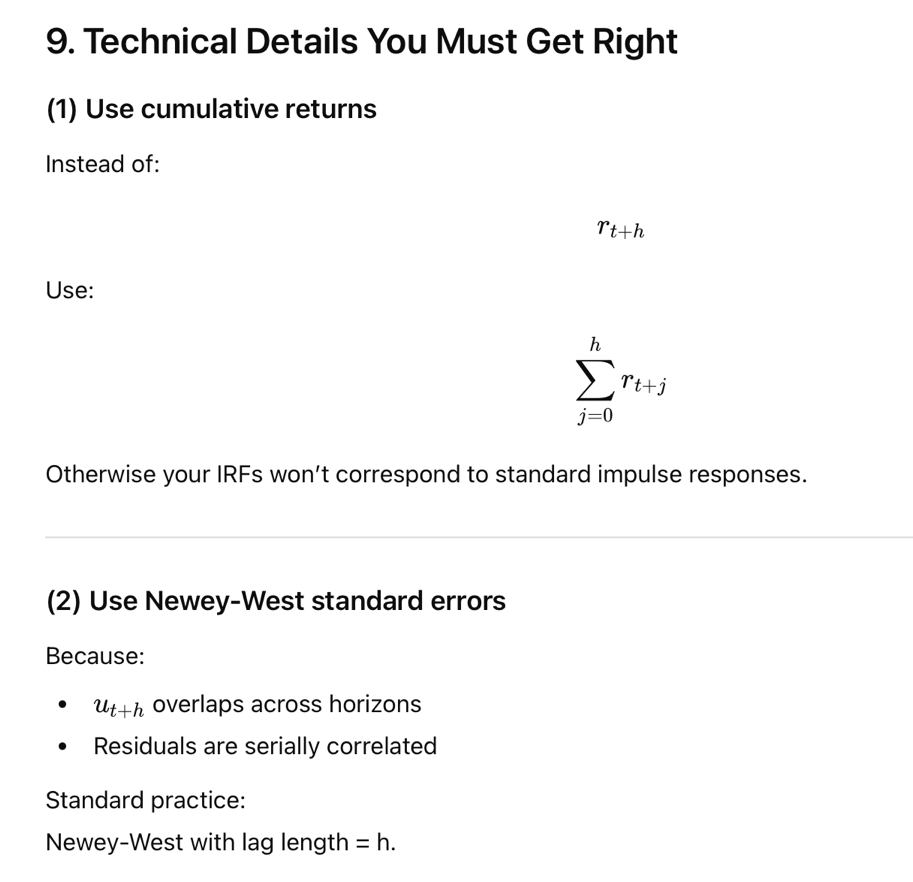 9. Technical Details You Must Get Right
(1) Use cumulative returns
Instead of:
r_{t+h}
Use:
\sum_{j=0}^{h} r_{t+j}
Otherwise your IRFs won't correspond to standard impulse responses.
(2) Use Newey-West standard errors
Because:
• u_{t+h} overlaps across horizons
• Residuals are serially correlated
Standard practice:
Newey-West with lag length = h.